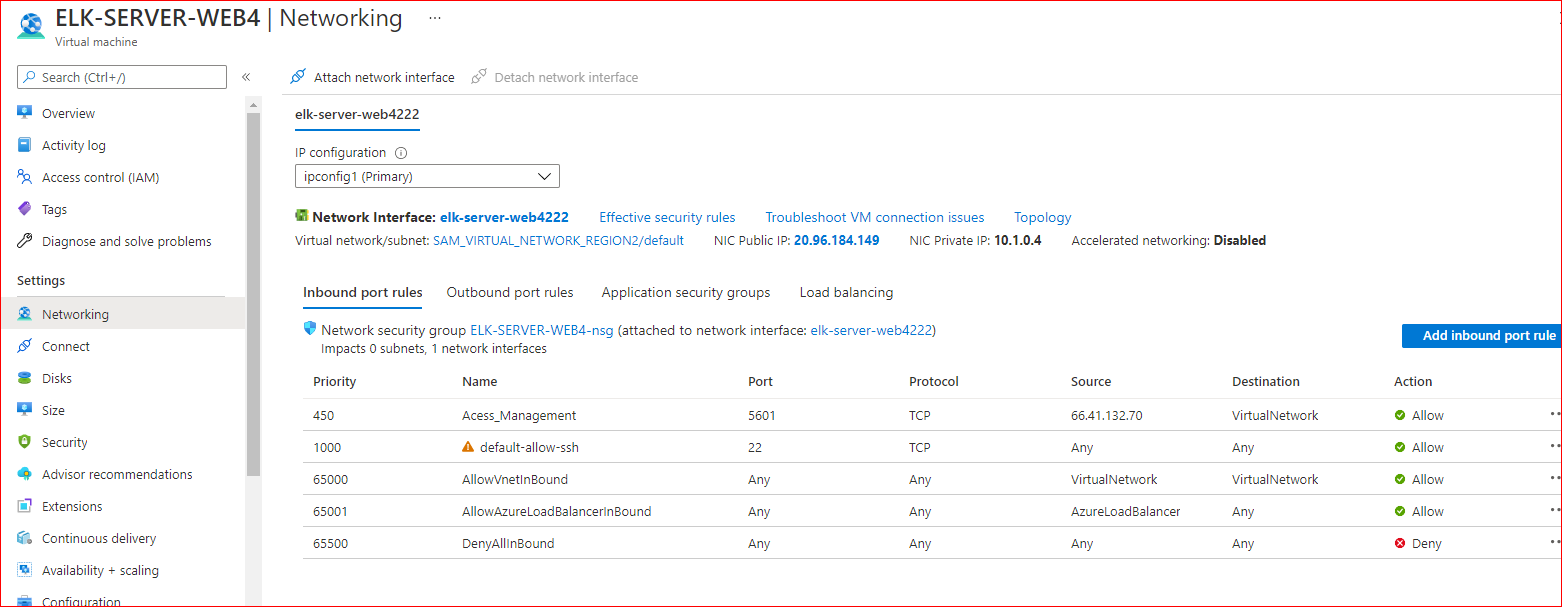 ELK-SERVER-WEB4 | Networking ...
Virtual machine
Search (Ctrl+/) «
Overview
Activity log
Access control (IAM)
Tags
Diagnose and solve problems
Settings
Networking
Connect
Disks
Size
Security
Advisor recommendations
Extensions
Continuous delivery
Availability + scaling
Configuration
Attach network interface Detach network interface
elk-server-web4222
IP configuration
ipconfig1 (Primary)
Network Interface: elk-server-web4222 Effective security rules Troubleshoot VM connection issues Topology
Virtual network/subnet: SAM_VIRTUAL_NETWORK_REGION2/default NIC Public IP: 20.96.184.149 NIC Private IP: 10.1.0.4 Accelerated networking: Disabled
Inbound port rules Outbound port rules Application security groups Load balancing
Network security group ELK-SERVER-WEB4-nsg (attached to network interface: elk-server-web4222)
Impacts 0 subnets, 1 network interfaces
Add inbound port rule
Priority Name Port Protocol Source Destination Action
450 Acess_Management 5601 TCP 66.41.132.70 VirtualNetwork Allow
1000 default-allow-ssh 22 TCP Any Any Allow
65000 AllowVnetInBound Any Any VirtualNetwork VirtualNetwork Allow
65001 AllowAzureLoadBalancerInBound Any Any AzureLoadBalancer Any Allow
65500 DenyAllInBound Any Any Any Any Deny